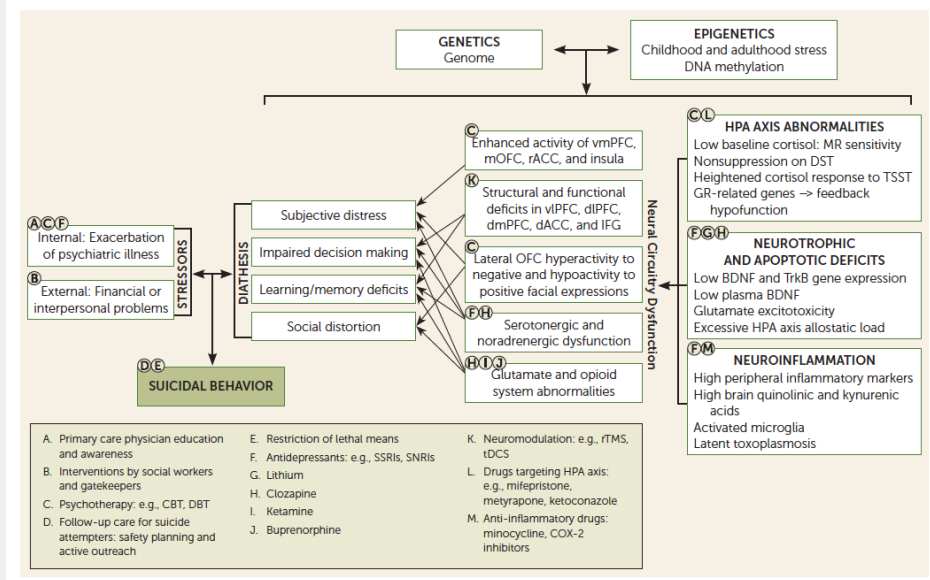 GENETICS
Genome
EPIGENETICS
Childhood and adulthood stress
DNA methylation
C L
HPA AXIS ABNORMALITIES
Low baseline cortisol: MR sensitivity
Nonsuppression on DST
Heightened cortisol response to TSST
GR-related genes → feedback
hypofunction
F G H
NEUROTROPHIC
AND APOPTOTIC DEFICITS
Low BDNF and TrkB gene expression
Low plasma BDNF
Glutamate excitotoxicity
Excessive HPA axis allostatic load
F M
NEUROINFLAMMATION
High peripheral inflammatory markers
High brain quinolinic and kynurenic
acids
Activated microglia
Latent toxoplasmosis
Neural Circuitry Dysfunction
C
Enhanced activity of vmPFC,
mOFC, rACC, and insula
K
Structural and functional
deficits in vlPFC, dlPFC,
dmPFC, dACC, and IFG
C
Lateral OFC hyperactivity to
negative and hypoactivity to
positive facial expressions
F H
Serotonergic and
noradrenergic dysfunction
H I J
Glutamate and opioid
system abnormalities
DIATHESIS
Subjective distress
Impaired decision making
Learning/memory deficits
Social distortion
STRESSORS
A C F
Internal: Exacerbation
of psychiatric illness
B
External: Financial or
interpersonal problems
D E
SUICIDAL BEHAVIOR
A. Primary care physician education
and awareness
B. Interventions by social workers
and gatekeepers
C. Psychotherapy: e.g., CBT, DBT
D. Follow-up care for suicide
attempters: safety planning and
active outreach
E. Restriction of lethal means
F. Antidepressants: e.g., SSRIs, SNRIs
G. Lithium
H. Clozapine
I. Ketamine
J. Buprenorphine
K. Neuromodulation: e.g., rTMS,
tDCS
L. Drugs targeting HPA axis:
e.g., mifepristone,
metyrapone, ketoconazole
M. Anti-inflammatory drugs:
minocycline, COX-2
inhibitors